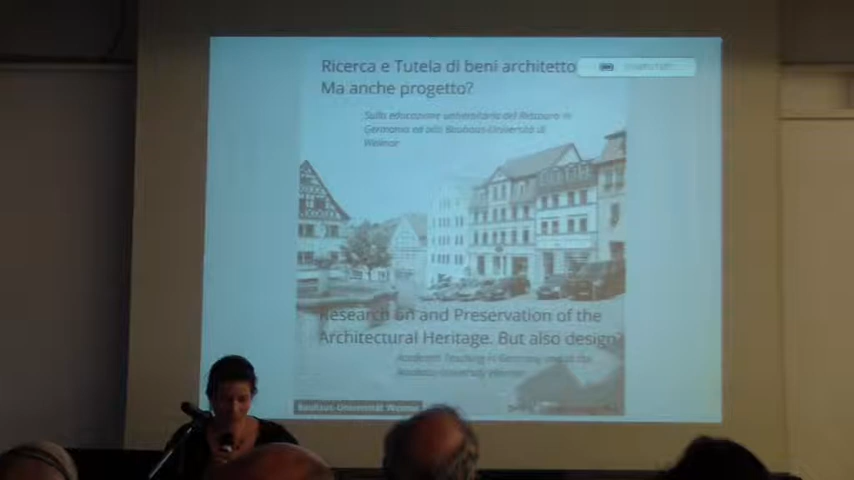 Ricerca e Tutela di beni architetto
Ma anche progetto?
Sulla educazione universitaria del Restauro in
Germania ed alla Bauhaus-Università di
Weimar
Research on and Preservation of the
Architectural Heritage. But also design?
Academic Teaching in Germany and at the
Bauhaus-University Weimar
Bauhaus-Universität Weimar